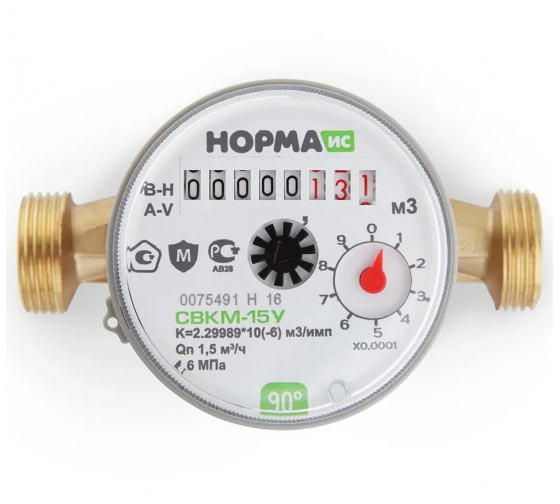 НОРМА ИС
B-H
A-V
00000131
м3
АВ28
M
0075491 Н 16
СВКМ-15У
K=2.29989*10(-6) м3/имп
Qn 1,5 м³/ч
1,6 МПа
90°
0
1
2
3
4
5
6
7
8
9
X0,0001